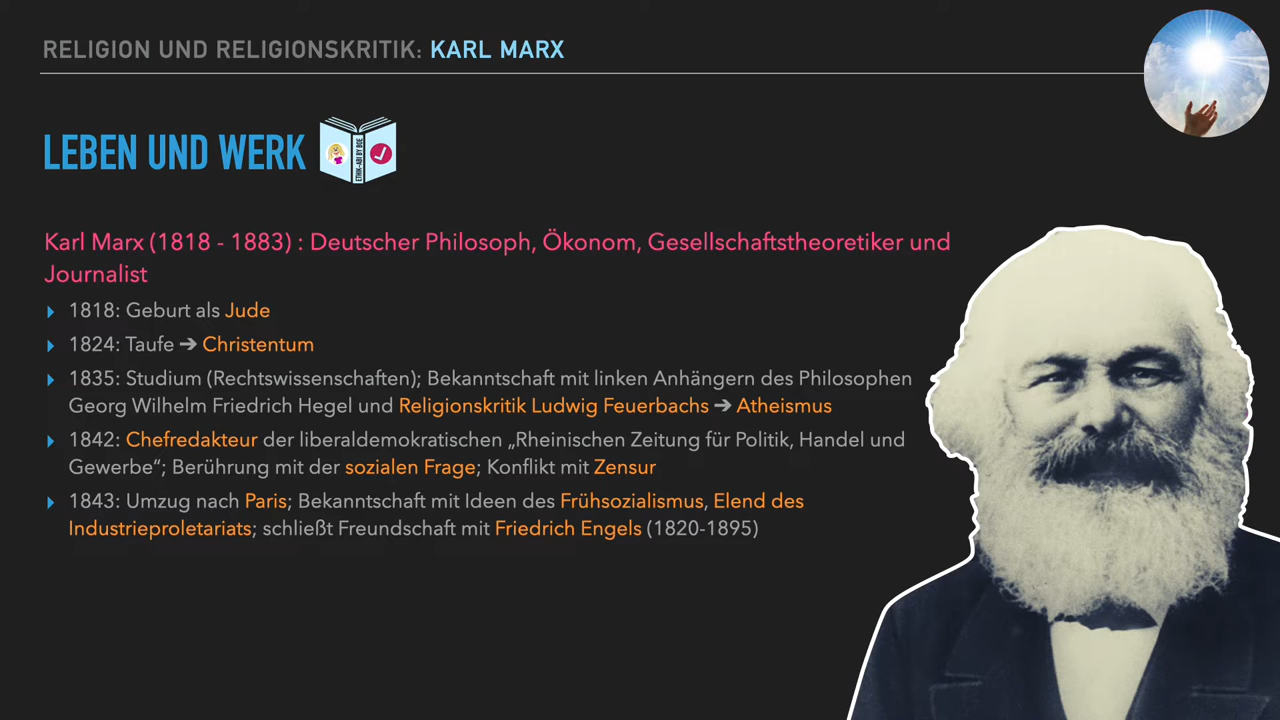 RELIGION UND RELIGIONSKRITIK: KARL MARX
LEBEN UND WERK
ETHIK-ABI BY BOE
Karl Marx (1818 - 1883) : Deutscher Philosoph, Ökonom, Gesellschaftstheoretiker und
Journalist
1818: Geburt als Jude
1824: Taufe ➔ Christentum
1835: Studium (Rechtswissenschaften); Bekanntschaft mit linken Anhängern des Philosophen
Georg Wilhelm Friedrich Hegel und Religionskritik Ludwig Feuerbachs ➔ Atheismus
1842: Chefredakteur der liberaldemokratischen „Rheinischen Zeitung für Politik, Handel und
Gewerbe“; Berührung mit der sozialen Frage; Konflikt mit Zensur
1843: Umzug nach Paris; Bekanntschaft mit Ideen des Frühsozialismus, Elend des
Industrieproletariats; schließt Freundschaft mit Friedrich Engels (1820-1895)